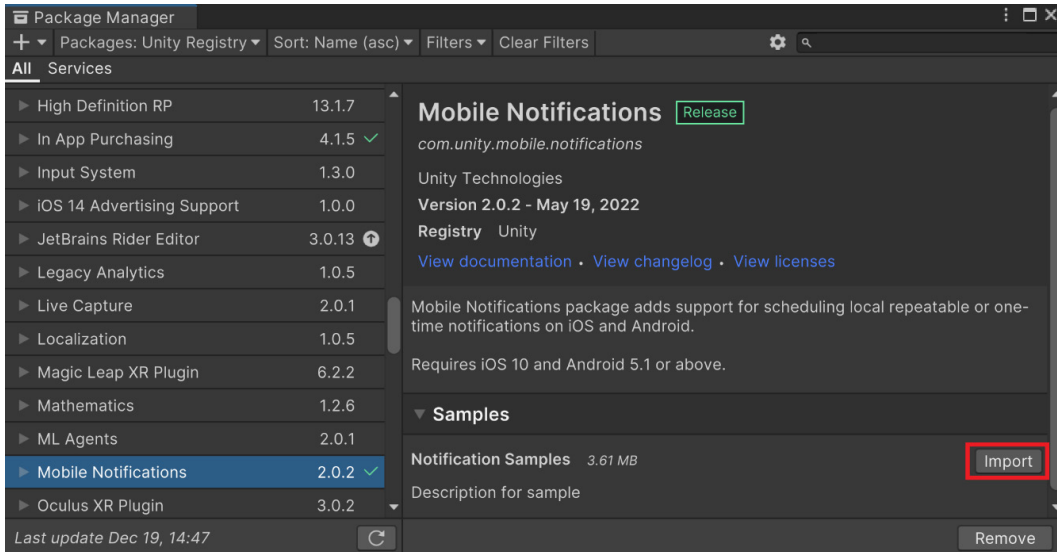 Package Manager
Packages: Unity Registry Sort: Name (asc) Filters Clear Filters
All Services
High Definition RP 13.1.7
In App Purchasing 4.1.5
Input System 1.3.0
iOS 14 Advertising Support 1.0.0
JetBrains Rider Editor 3.0.13
Legacy Analytics 1.0.5
Live Capture 2.0.1
Localization 1.0.5
Magic Leap XR Plugin 6.2.2
Mathematics 1.2.6
ML Agents 2.0.1
Mobile Notifications 2.0.2
Oculus XR Plugin 3.0.2
Last update Dec 19, 14:47
Mobile Notifications Release
com.unity.mobile.notifications
Unity Technologies
Version 2.0.2 - May 19, 2022
Registry Unity
View documentation • View changelog • View licenses
Mobile Notifications package adds support for scheduling local repeatable or one-
time notifications on iOS and Android.
Requires iOS 10 and Android 5.1 or above.
Samples
Notification Samples 3.61 MB Import
Description for sample
Remove